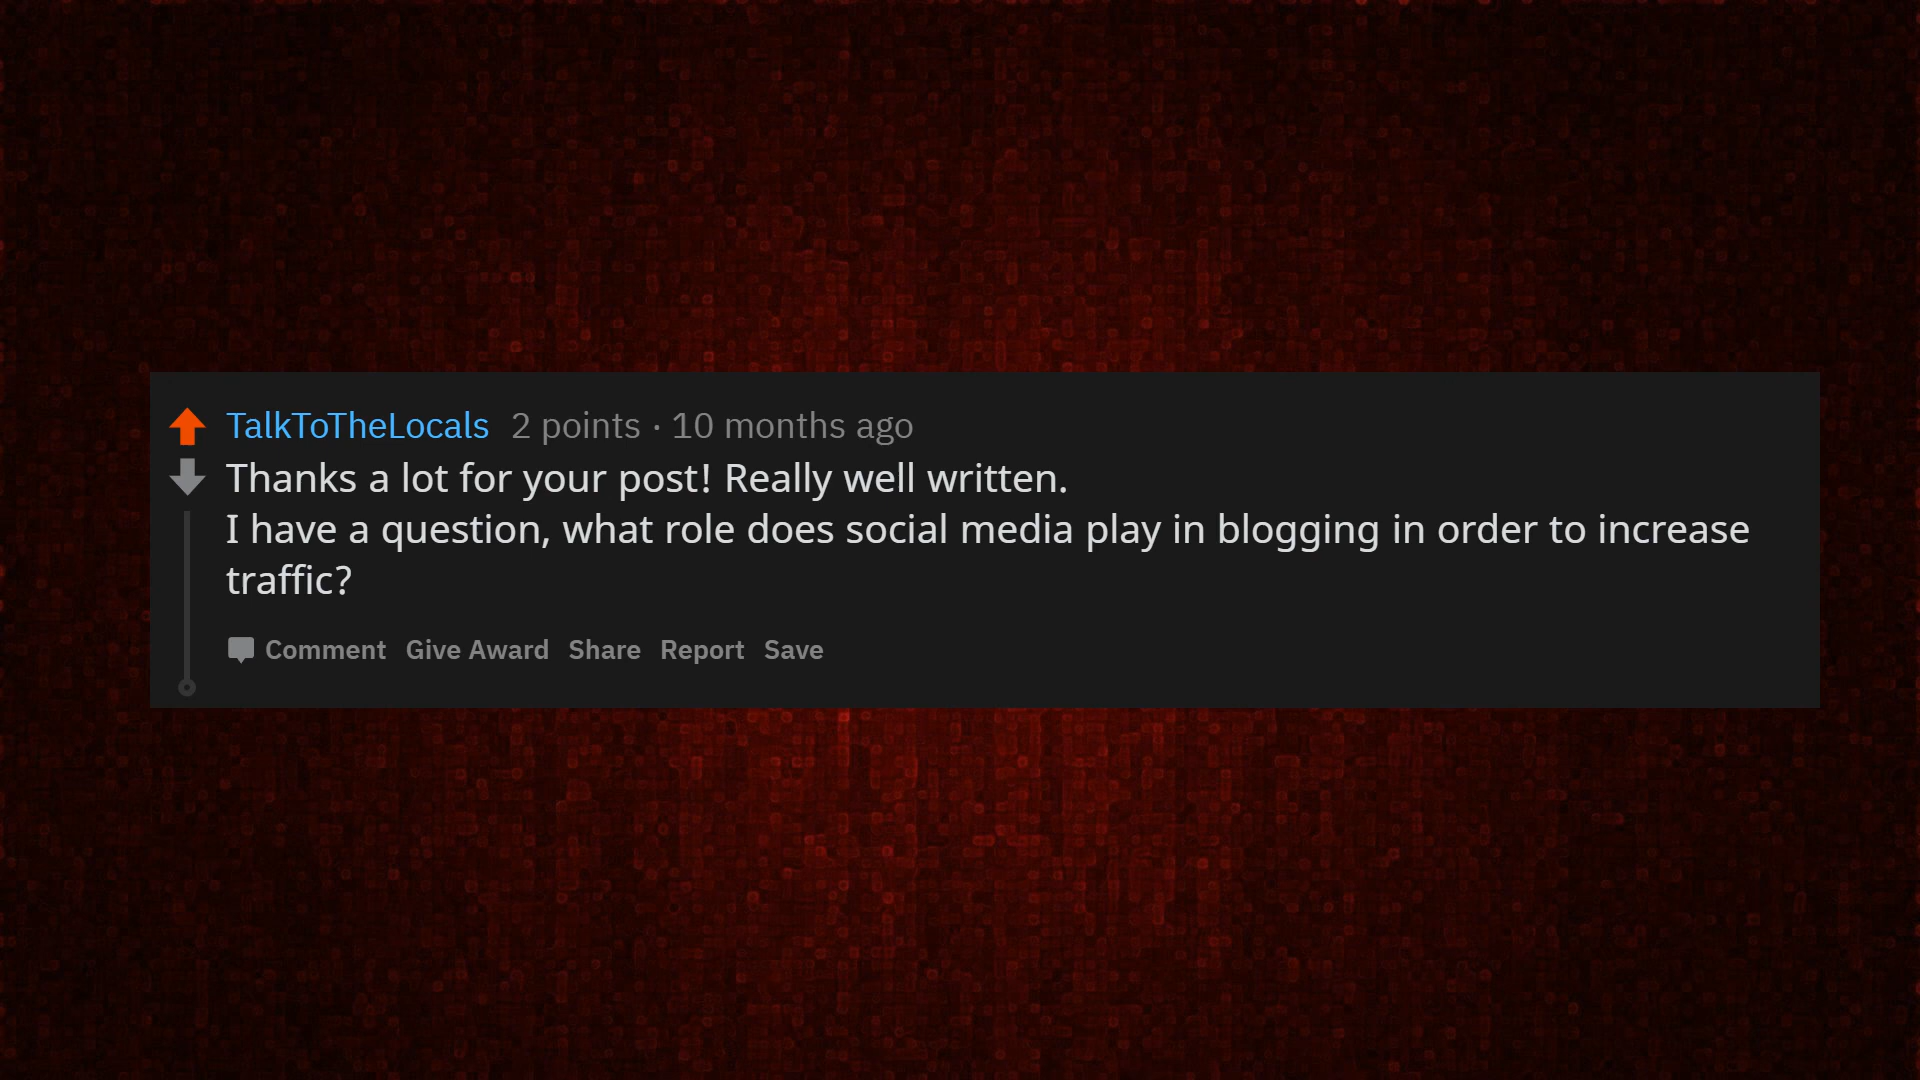 TalkToTheLocals 2 points · 10 months ago
Thanks a lot for your post! Really well written.
I have a question, what role does social media play in blogging in order to increase
traffic?
Comment Give Award Share Report Save